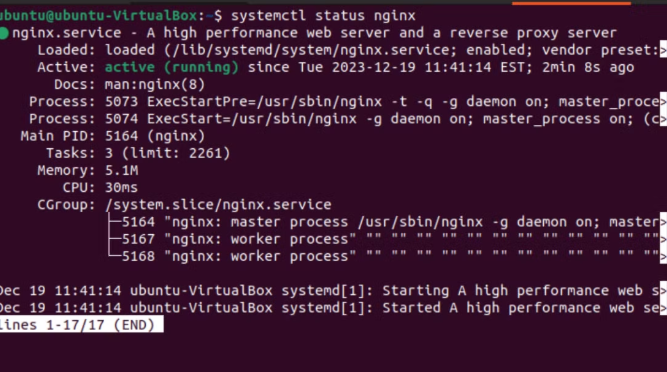 ubuntu@ubuntu-VirtualBox:~$ systemctl status nginx
● nginx.service - A high performance web server and a reverse proxy server
Loaded: loaded (/lib/systemd/system/nginx.service; enabled; vendor preset:>
Active: active (running) since Tue 2023-12-19 11:41:14 EST; 2min 8s ago
Docs: man:nginx(8)
Process: 5073 ExecStartPre=/usr/sbin/nginx -t -q -g daemon on; master_proce>
Process: 5074 ExecStart=/usr/sbin/nginx -g daemon on; master_process on; (c>
Main PID: 5164 (nginx)
Tasks: 3 (limit: 2261)
Memory: 5.1M
CPU: 30ms
CGroup: /system.slice/nginx.service
├─5164 "nginx: master process /usr/sbin/nginx -g daemon on; master>
├─5167 "nginx: worker process" "" "" "" "" "" "" "" "" "" "" "" "">
└─5168 "nginx: worker process" "" "" "" "" "" "" "" "" "" "" "" "">
Dec 19 11:41:14 ubuntu-VirtualBox systemd[1]: Starting A high performance web s>
Dec 19 11:41:14 ubuntu-VirtualBox systemd[1]: Started A high performance web se>
lines 1-17/17 (END)